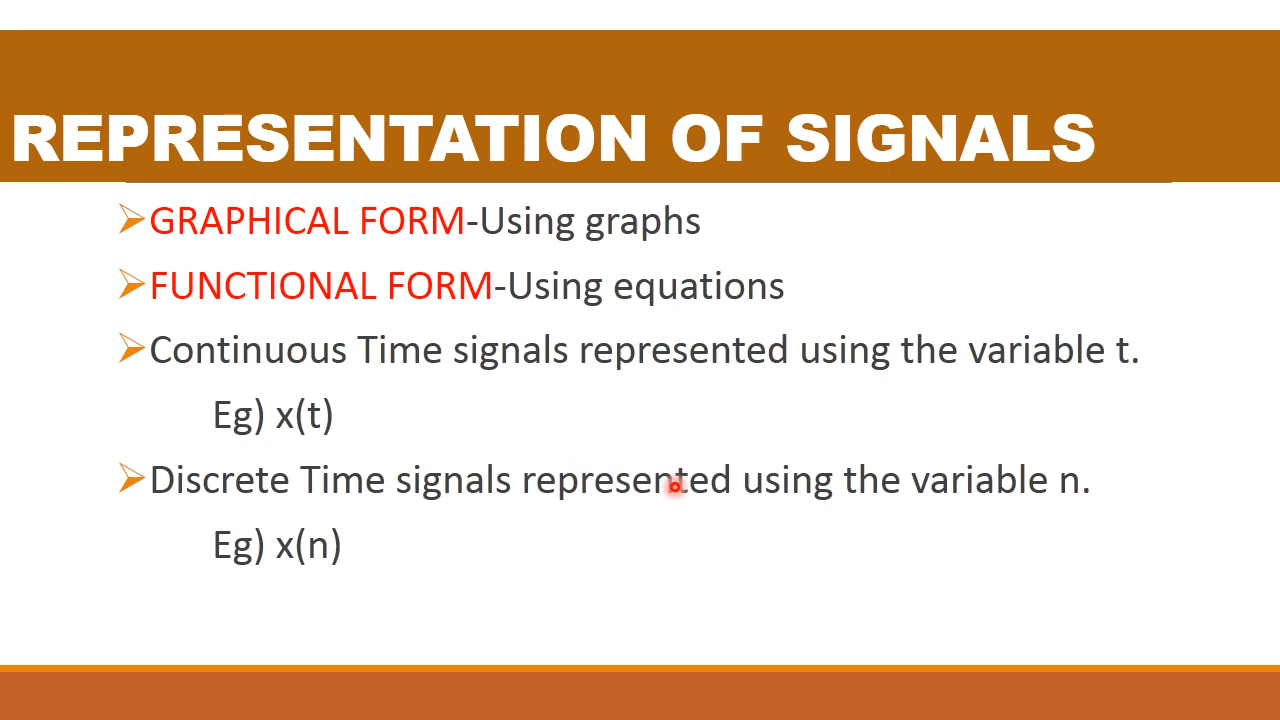 REPRESENTATION OF SIGNALS
GRAPHICAL FORM-Using graphs
FUNCTIONAL FORM-Using equations
Continuous Time signals represented using the variable t.
Eg) x(t)
Discrete Time signals represented using the variable n.
Eg) x(n)